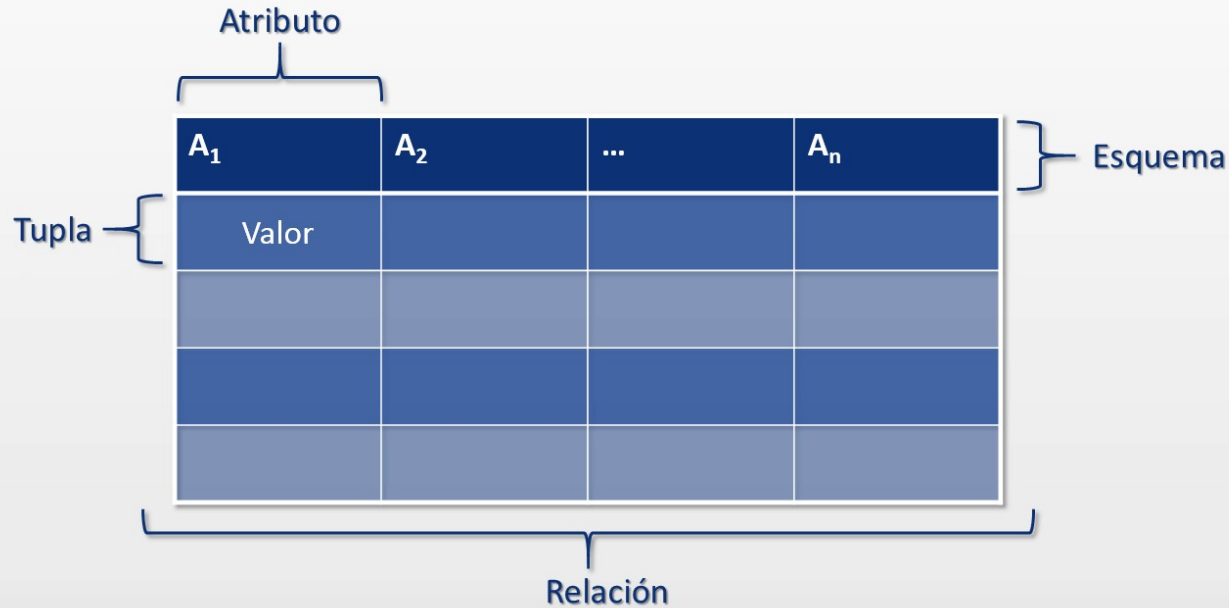 Atributo
A₁ A₂ ... Aₙ
Esquema
Tupla
Valor
Relación